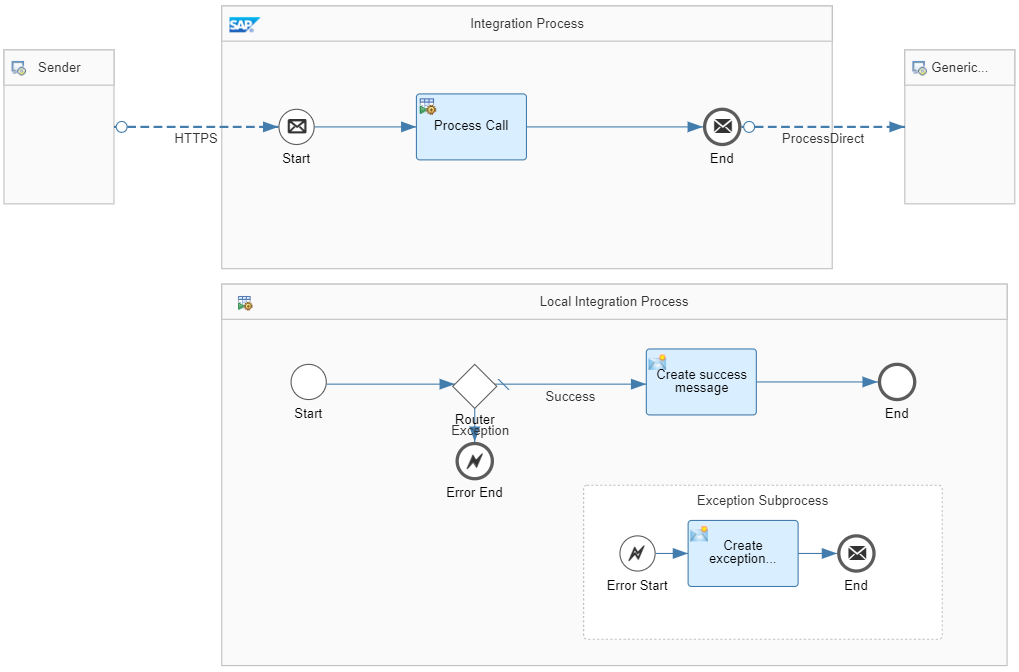 SAP
Integration Process
Sender
Generic...
HTTPS
Start
Process Call
End
ProcessDirect
Local Integration Process
Start
Router
Exception
Error End
Success
Create success
message
End
Exception Subprocess
Error Start
Create
exception...
End